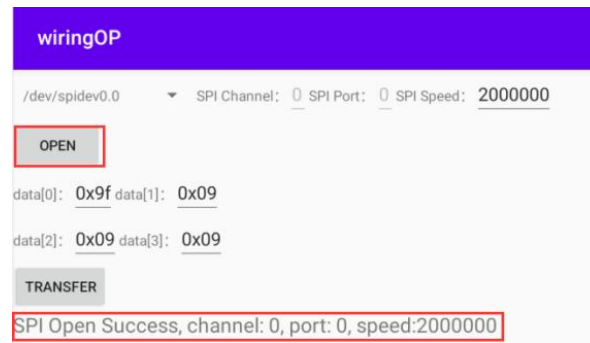 wiringOP
/dev/spidev0.0 SPI Channel: 0 SPI Port: 0 SPI Speed: 2000000
OPEN
data[0]: 0x9f data[1]: 0x09
data[2]: 0x09 data[3]: 0x09
TRANSFER
SPI Open Success, channel: 0, port: 0, speed:2000000